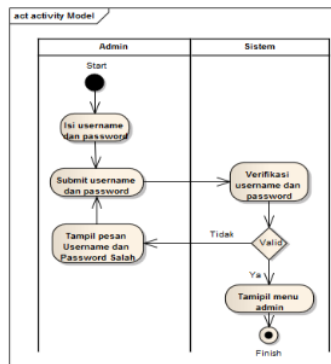 act activity Model
Admin
Sistem
Start
Isi username
dan password
Submit username
dan password
Verifikasi
username dan
password
Tampil pesan
Username dan
Password Salah
Tidak
Valid
Ya
Tamipil menu
admin
Finish